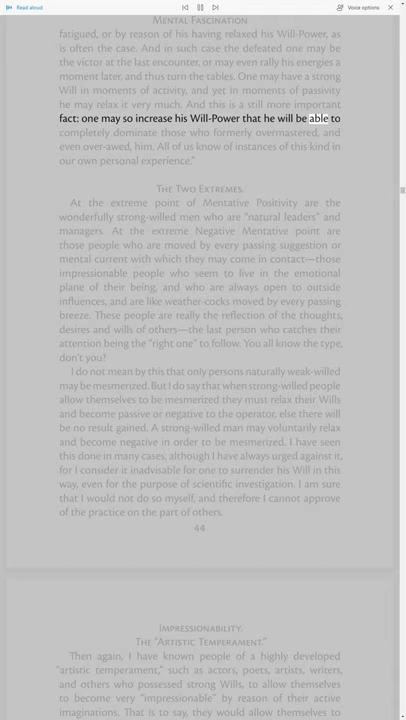 Read aloud
Voice options
MENTAL FASCINATION
fatigued, or by reason of his having relaxed his Will-Power, as
is often the case. And in such case the defeated one may be
the victor at the last encounter, or may even rally his energies a
moment later, and thus turn the tables. One may have a strong
Will in moments of activity, and yet in moments of passivity
he may relax it very much. And this is a still more important
fact: one may so increase his Will-Power that he will be able to
completely dominate those who formerly overmastered, and
even over-awed, him. All of us know of instances of this kind in
our own personal experience."
THE TWO EXTREMES.
At the extreme point of Mentative Positivity are the
wonderfully strong-willed men who are "natural leaders" and
managers. At the extreme Negative Mentative point are
those people who are moved by every passing suggestion or
mental current with which they may come in contact—those
impressionable people who seem to live in the emotional
plane of their being, and who are always open to outside
influences, and are like weather-cocks moved by every passing
breeze. These people are really the reflection of the thoughts,
desires and wills of others—the last person who catches their
attention being the "right one" to follow. You all know the type,
don't you?
I do not mean by this that only persons naturally weak-willed
may be mesmerized. But I do say that when strong-willed people
allow themselves to be mesmerized they must relax their Wills
and become passive or negative to the operator, else there will
be no result gained. A strong-willed man may voluntarily relax
and become negative in order to be mesmerized. I have seen
this done in many cases, although I have always urged against it,
for I consider it inadvisable for one to surrender his Will in this
way, even for the purpose of scientific investigation. I am sure
that I would not do so myself, and therefore I cannot approve
of the practice on the part of others.
44
IMPRESSIONABILITY.
THE "ARTISTIC TEMPERAMENT."
Then again, I have known people of a highly developed
"artistic temperament," such as actors, poets, artists, writers,
and others who possessed strong Wills, to allow themselves
to become very "impressionable" by reason of their active
imaginations. That is to say, they would allow themselves to